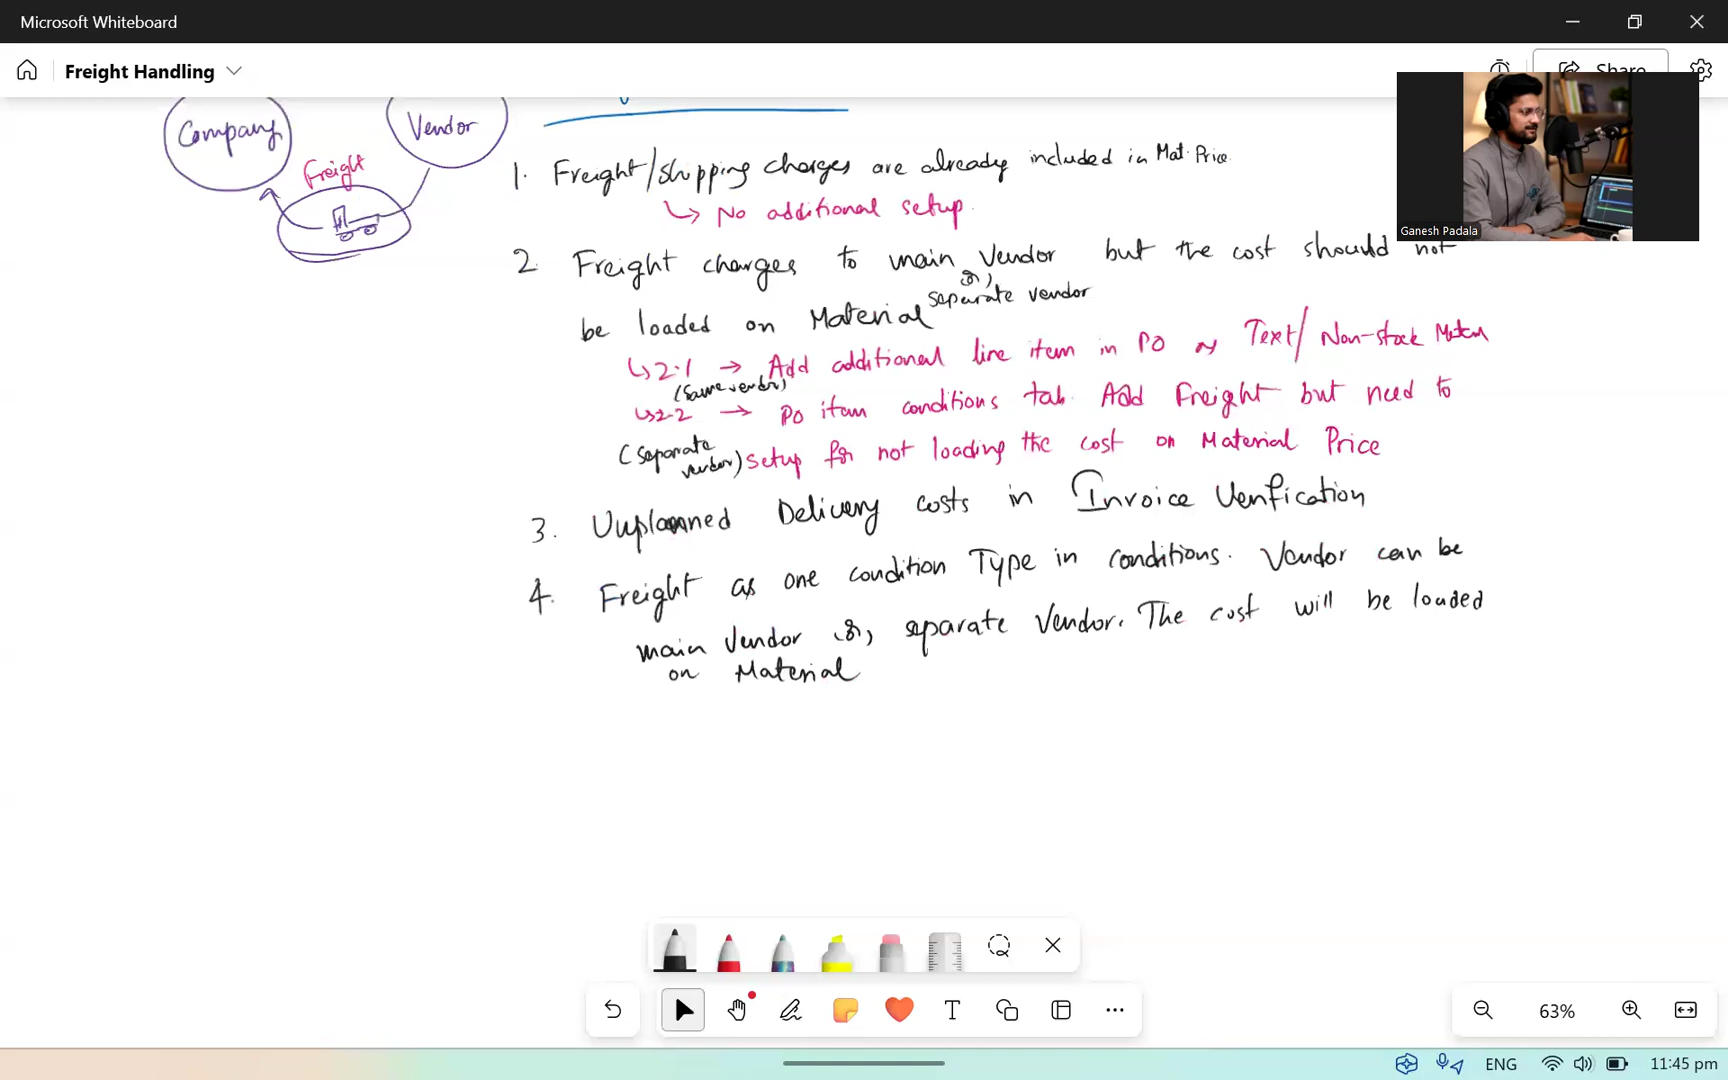 Microsoft Whiteboard
Freight Handling
Share
Ganesh Padala
Company
Vendor
Freight
1. Freight/shipping charges are already included in Mat. Price
↳ No additional setup.
2. Freight charges to main Vendor but the cost should not
or, separate vendor
be loaded on Material
↳ 2.1 → Add additional line item in PO as Text/ Non-stock
(Same vendor)
↳ 2.2 → PO item conditions tab. Add Freight but need to
(separate vendor) setup for not loading the cost on Material Price
3. Unplanned Delivery costs in Invoice Verification
4. Freight as one condition Type in conditions. Vendor can be
main vendor or, separate Vendor. The cost will be loaded
on Material
63%
ENG
11:45 pm